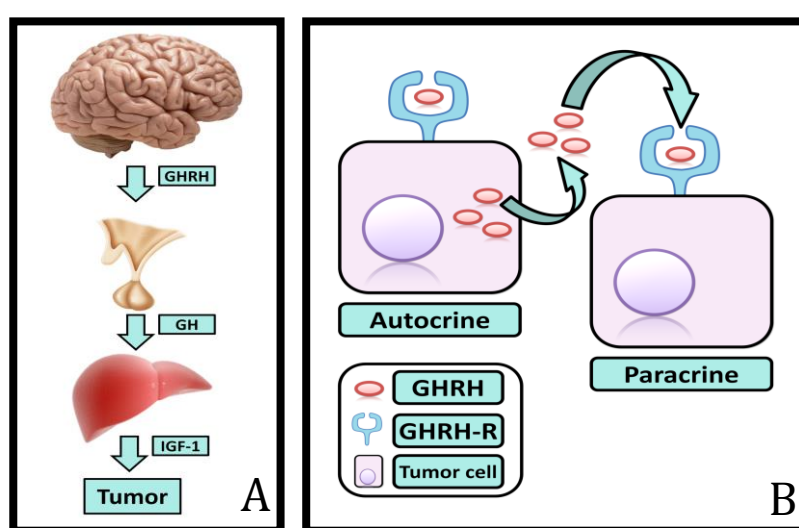 GHRH
GH
IGF-1
Tumor
A
Autocrine
Paracrine
GHRH
GHRH-R
Tumor cell
B